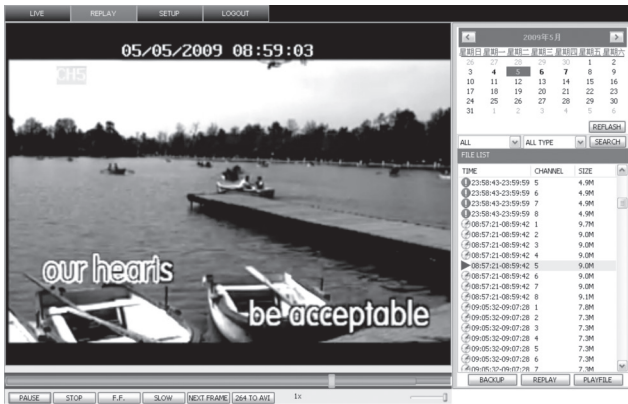 LIVE REPLAY SETUP LOGOUT
05/05/2009 08:59:03
CH5
our hearts
be acceptable
PAUSE STOP F.F. SLOW NEXT FRAME 264 TO AVI 1x
< 2009年5月 >
星期日 星期一 星期二 星期三 星期四 星期五 星期六
26 27 28 29 30 1 2
3 4 5 6 7 8 9
10 11 12 13 14 15 16
17 18 19 20 21 22 23
24 25 26 27 28 29 30
31 1 2 3 4 5 6
REFLASH
ALL ALL TYPE SEARCH
FILE LIST
TIME CHANNEL SIZE
23:58:43-23:59:59 5 4.9M
23:58:43-23:59:59 6 4.9M
23:58:43-23:59:59 7 4.9M
23:58:43-23:59:59 8 4.9M
08:57:21-08:59:42 1 9.7M
08:57:21-08:59:42 2 9.0M
08:57:21-08:59:42 3 9.0M
08:57:21-08:59:42 4 9.0M
08:57:21-08:59:42 5 9.0M
08:57:21-08:59:42 6 9.0M
08:57:21-08:59:42 7 9.0M
08:57:21-08:59:42 8 9.1M
09:05:32-09:07:28 1 7.8M
09:05:32-09:07:28 2 7.3M
09:05:32-09:07:28 3 7.3M
09:05:32-09:07:28 4 7.3M
09:05:32-09:07:28 5 7.3M
09:05:32-09:07:28 6 7.3M
09:05:32-09:07:28 7 7.3M
BACKUP REPLAY PLAYFILE